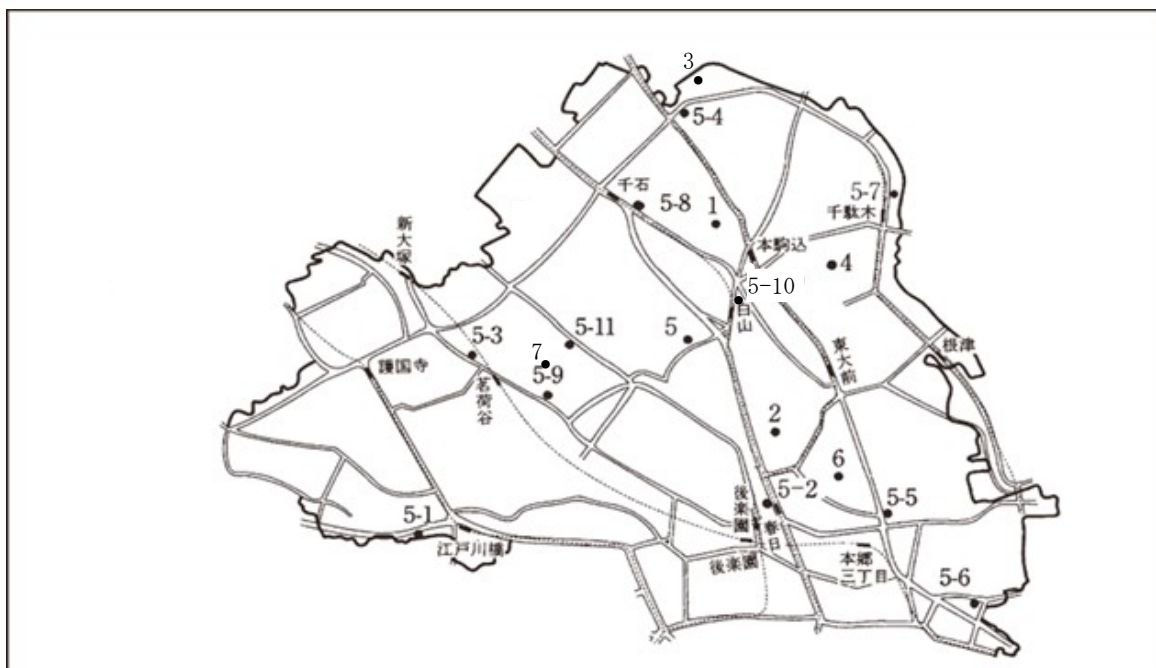 3
5-4
千石
5-8
1
5-7
千駄木
新大塚
本駒込
4
5-10
白山
5-3
5-11
5
7
護国寺
5-9
茗荷谷
東大前
根津
2
6
後楽園
5-2
春日
5-5
5-1
江戸川橋
後楽園
本郷
三丁目
5-6